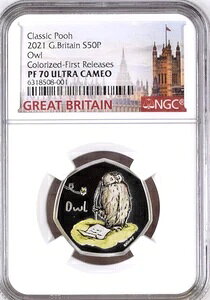 Classic Pooh
2021 G.Britain S50P
Owl
Colorized-First Releases
PF 70 ULTRA CAMEO
6318508-001
NGC
GREAT BRITAIN
Owl